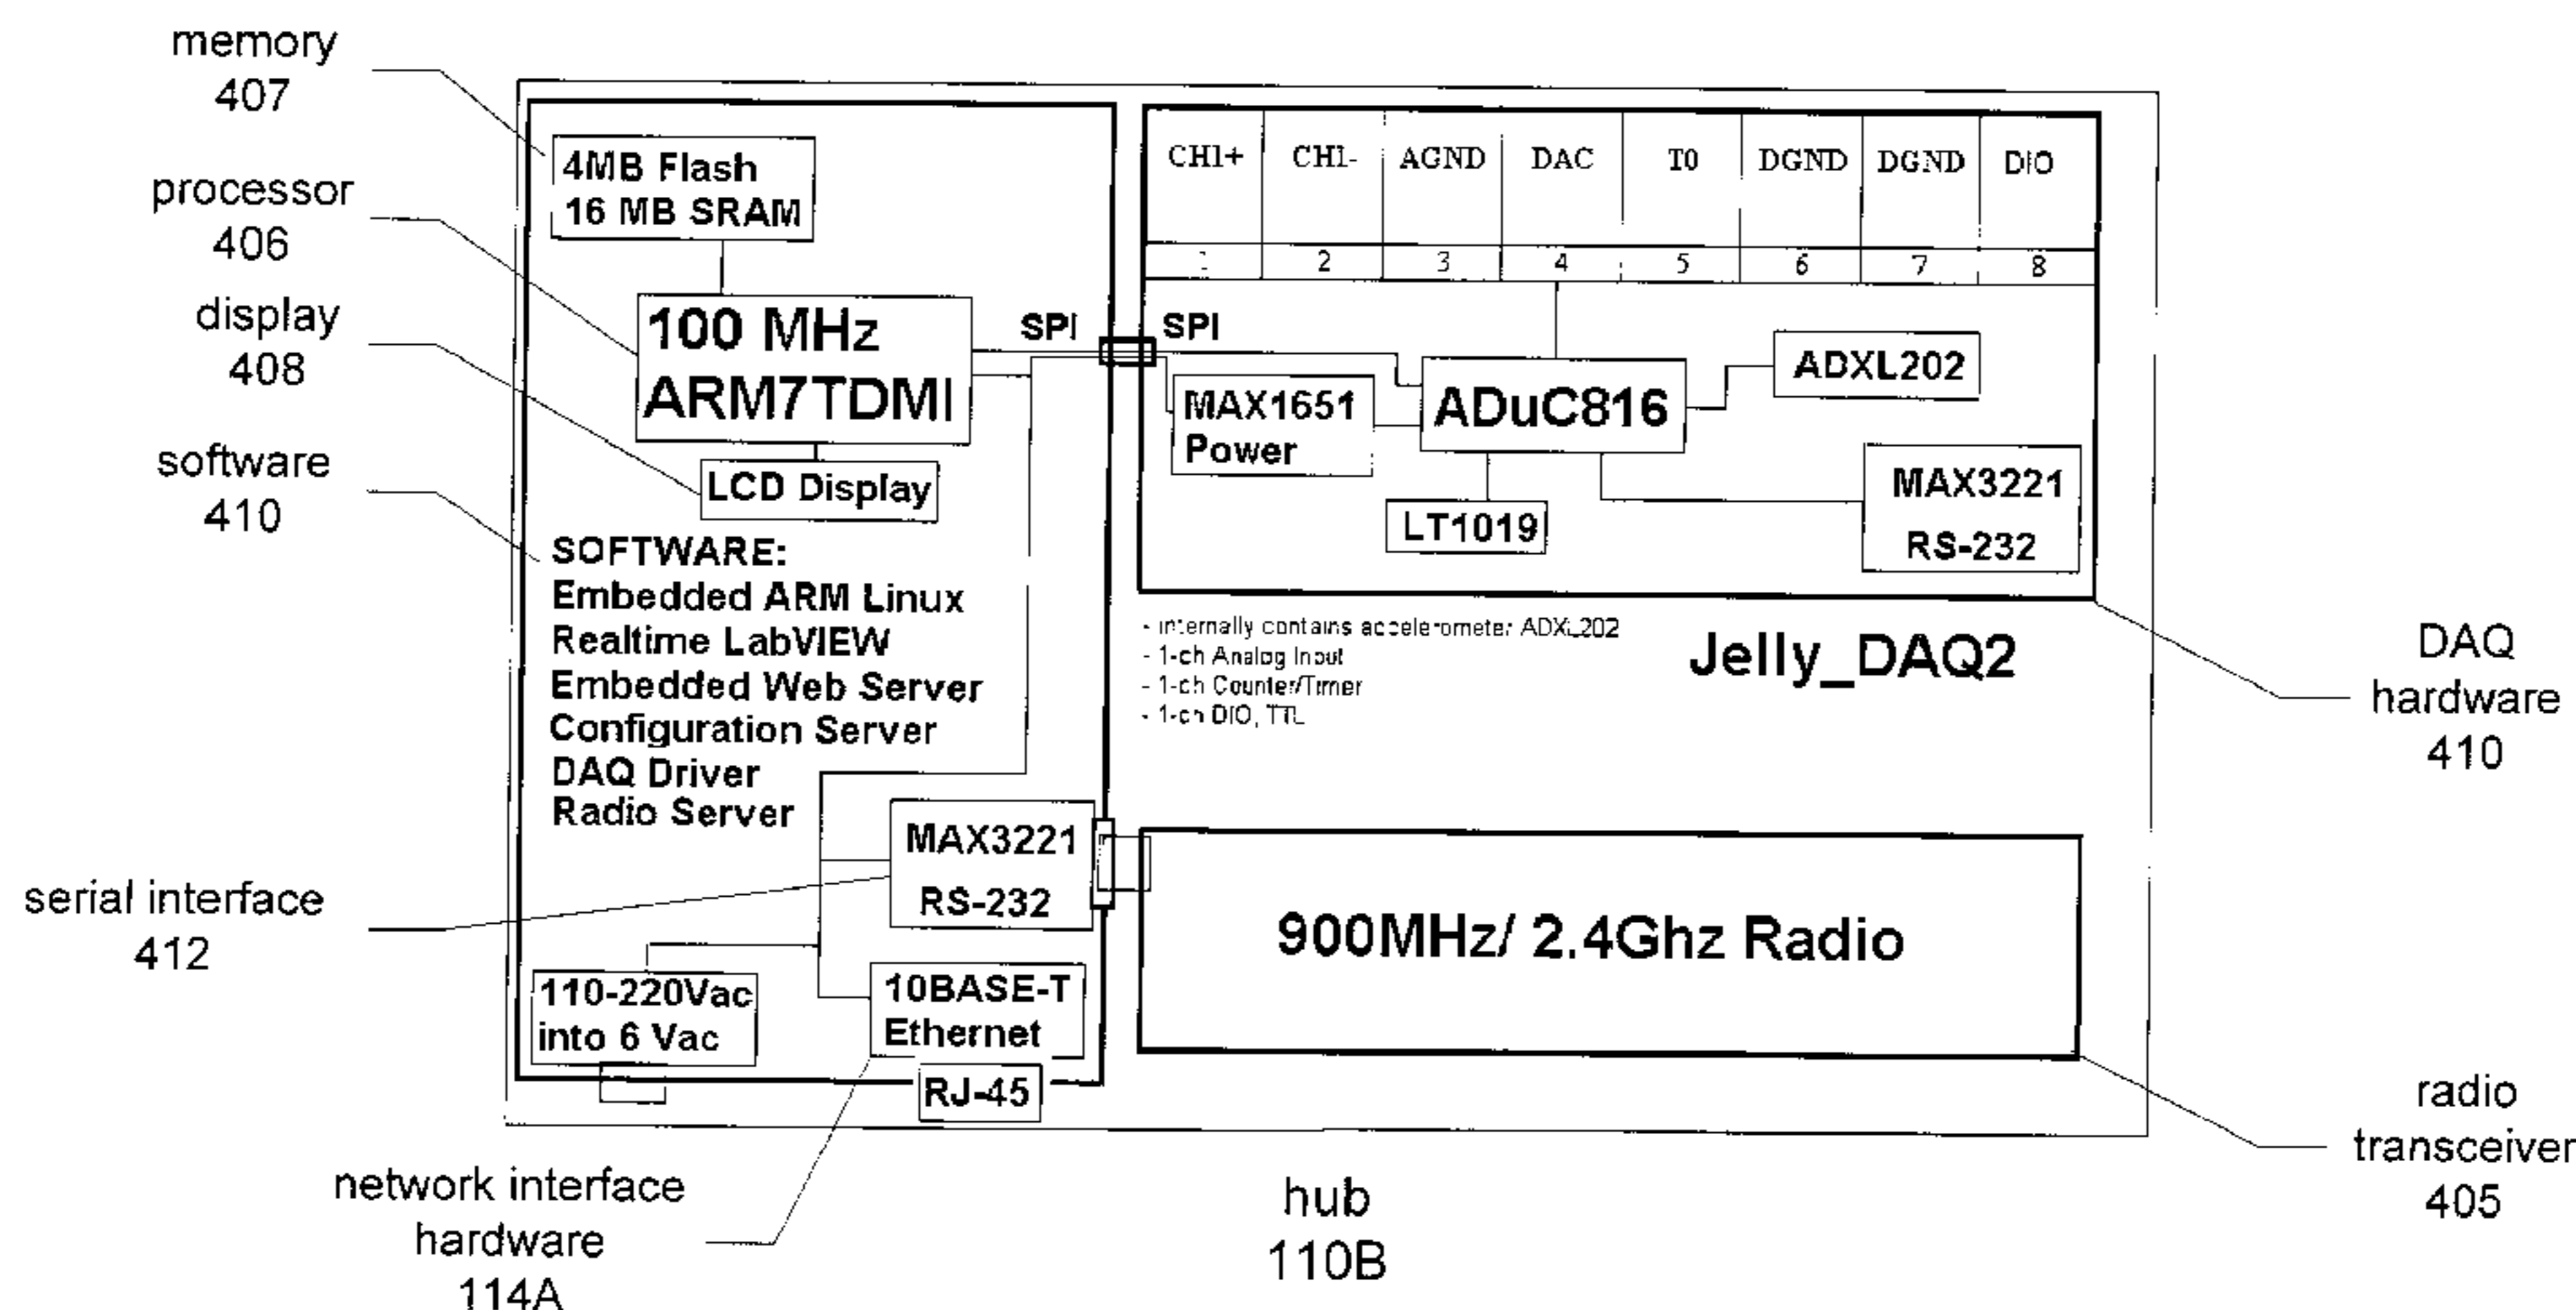 memory
407
processor
406
display
408
software
410
serial interface
412
network interface
hardware
114A
4MB Flash
16 MB SRAM
100 MHz
ARM7TDMI
LCD Display
SPI
SOFTWARE:
Embedded ARM Linux
Realtime LabVIEW
Embedded Web Server
Configuration Server
DAQ Driver
Radio Server
MAX3221
RS-232
110-220Vac
into 6 Vac
10BASE-T
Ethernet
RJ-45
CH1+ CH1- AGND DAC T0 DGND DGND DIO
1 2 3 4 5 6 7 8
SPI
MAX1651
Power
ADuC816
ADXL202
LT1019
MAX3221
RS-232
- internally contains accelerometer ADXL202
- 1-ch Analog Input
- 1-ch Counter/Timer
- 1-ch DIO, TTL
Jelly_DAQ2
900MHz/ 2.4Ghz Radio
DAQ
hardware
410
radio
transceiver
405
hub
110B